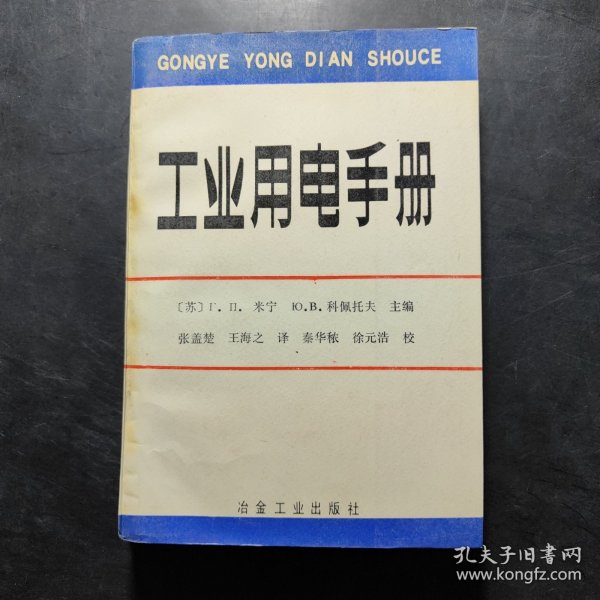 GONGYE YONG DIAN SHOUCE
工业用电手册
〔苏〕Г.П. 米宁 Ю.В.科佩托夫 主编
张盖楚 王海之 译 秦华秾 徐元浩 校
冶金工业出版社
孔夫子旧书网
www.kongfz.com